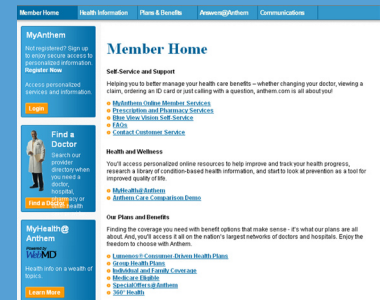 Member Home
Health Information
Plans & Benefits
Answers@Anthem
Communications
MyAnthem
Not registered? Sign up
to enjoy secure access to
personalized information.
Register Now
Access personalized
services and information.
Login
Find a
Doctor
Search our
provider
directory when
you need a
doctor,
hospital,
pharmacy or
health
Find a Doctor
MyHealth@
Anthem
Powered by
WebMD
Health info on a wealth of
topics.
Learn More
Member Home
Self-Service and Support
Helping you to better manage your health care benefits – whether changing your doctor, viewing a
claim, ordering an ID card or just calling with a question, anthem.com is all about you!
MyAnthem Online Member Services
Prescription and Pharmacy Services
Blue View Vision Self-Service
FAQs
Contact Customer Service
Health and Wellness
You'll access personalized online resources to help improve and track your health progress,
research a library of condition-based health information, and start to look at prevention as a tool for
improved quality of life.
MyHealth@Anthem
Anthem Care Comparison Demo
Our Plans and Benefits
Finding the coverage you need with benefit options that make sense - it's what our plans are all
about. And, you'll access it all on the nation's largest networks of doctors and hospitals. Enjoy the
freedom to choose with Anthem.
Lumenos® Consumer-Driven Health Plans
Group Health Plans
Individual and Family Coverage
Medicare Eligible
SpecialOffers@Anthem
360° Health